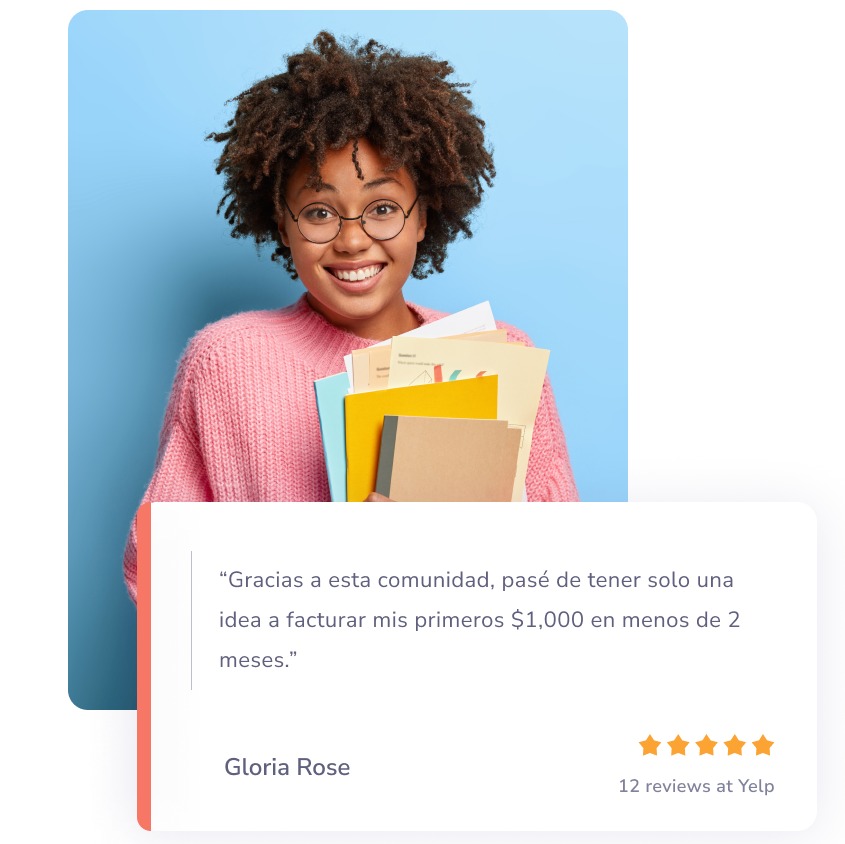 “Gracias a esta comunidad, pasé de tener solo una
idea a facturar mis primeros $1,000 en menos de 2
meses.”
Gloria Rose
12 reviews at Yelp